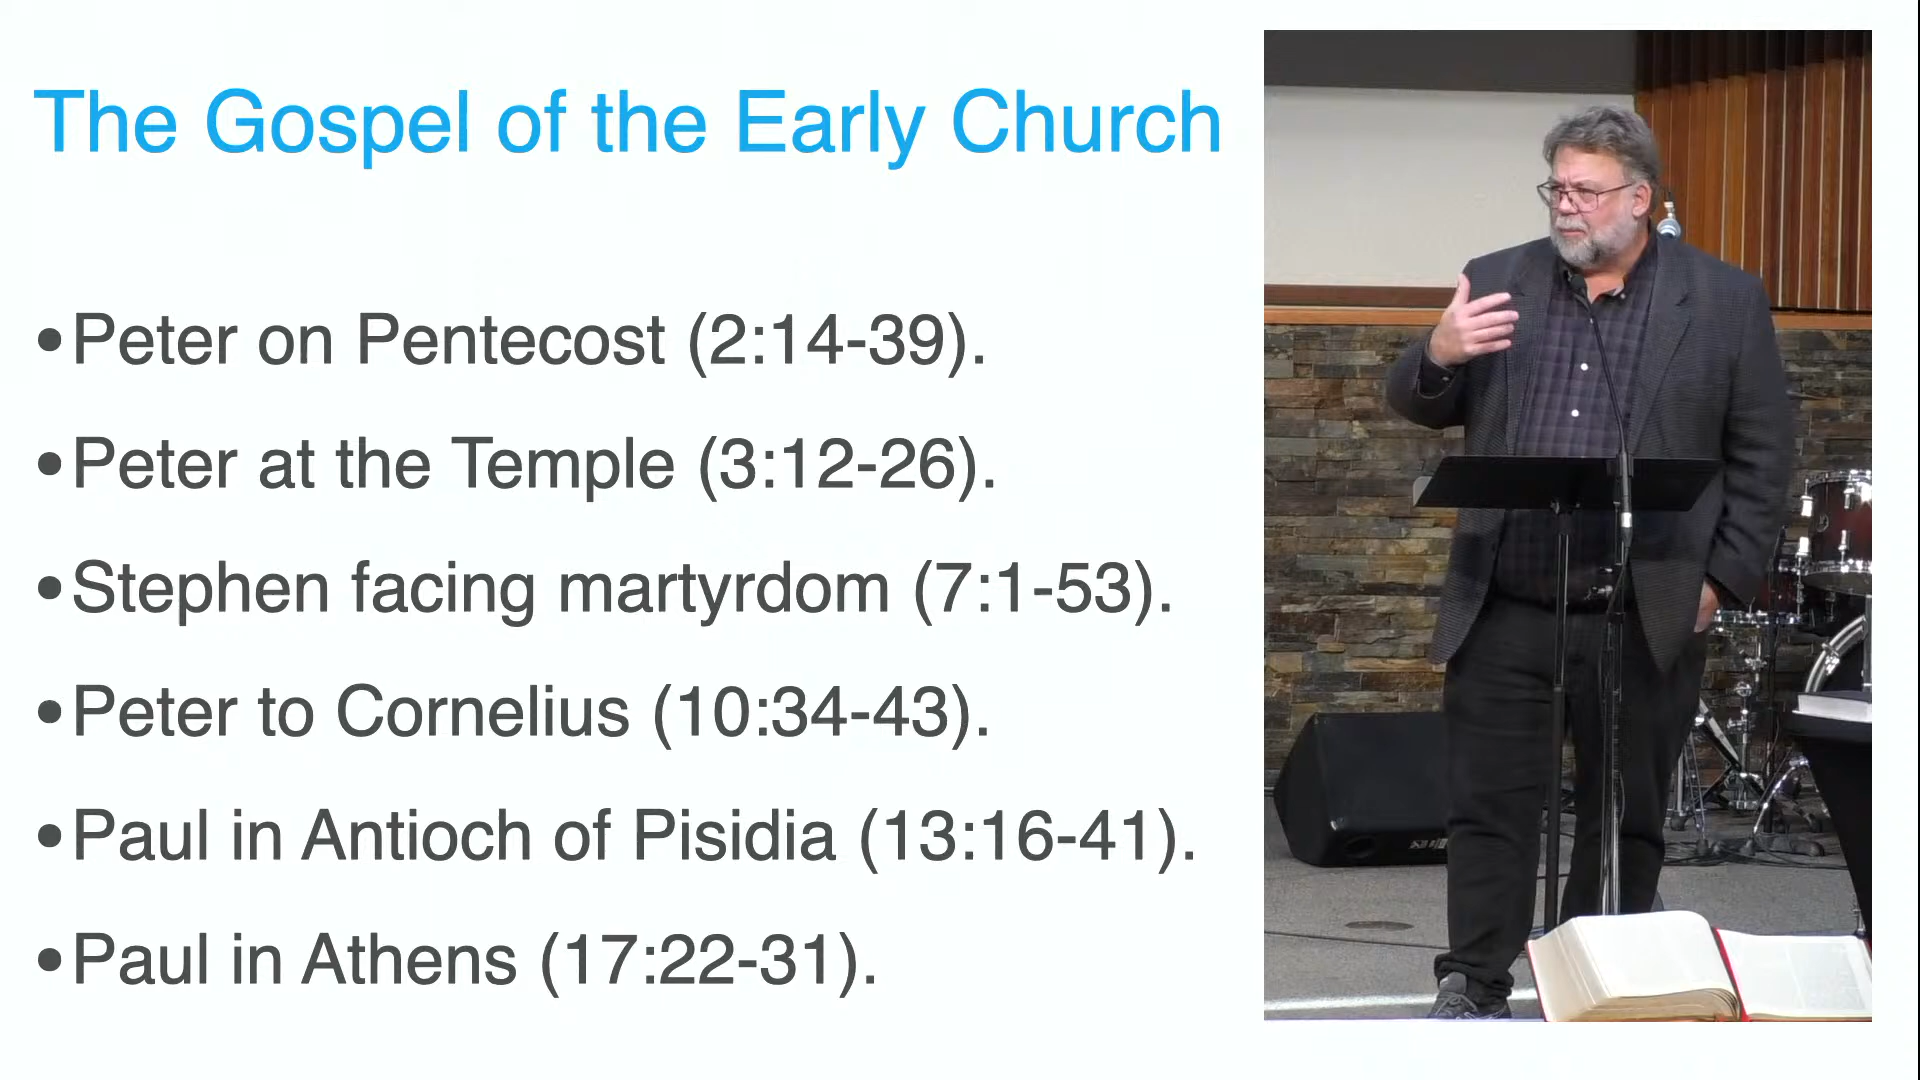 The Gospel of the Early Church
•Peter on Pentecost (2:14-39).
•Peter at the Temple (3:12-26).
•Stephen facing martyrdom (7:1-53).
•Peter to Cornelius (10:34-43).
•Paul in Antioch of Pisidia (13:16-41).
•Paul in Athens (17:22-31).